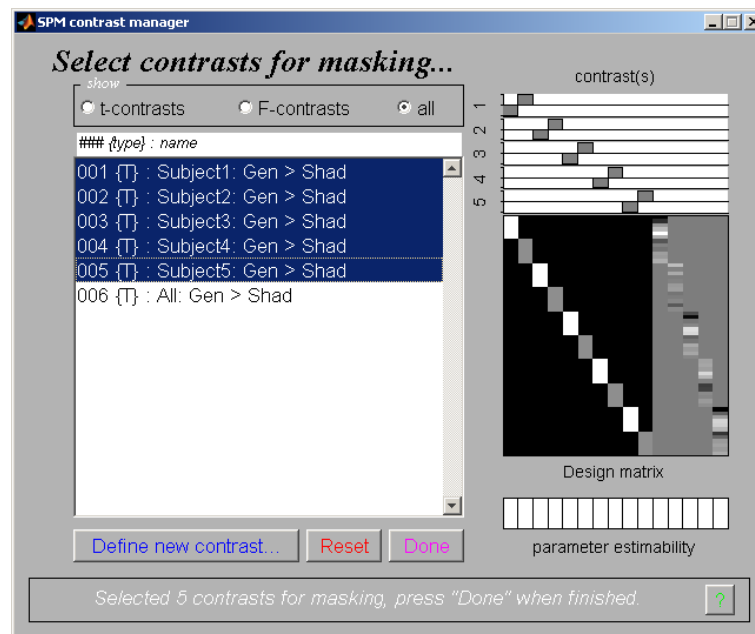 SPM contrast manager
Select contrasts for masking...
show
t-contrasts F-contrasts all
### {type} : name
001 {T} : Subject1: Gen > Shad
002 {T} : Subject2: Gen > Shad
003 {T} : Subject3: Gen > Shad
004 {T} : Subject4: Gen > Shad
005 {T} : Subject5: Gen > Shad
006 {T} : All: Gen > Shad
contrast(s)
1
2
3
4
5
Design matrix
parameter estimability
Define new contrast... Reset Done
Selected 5 contrasts for masking, press "Done" when finished.
?